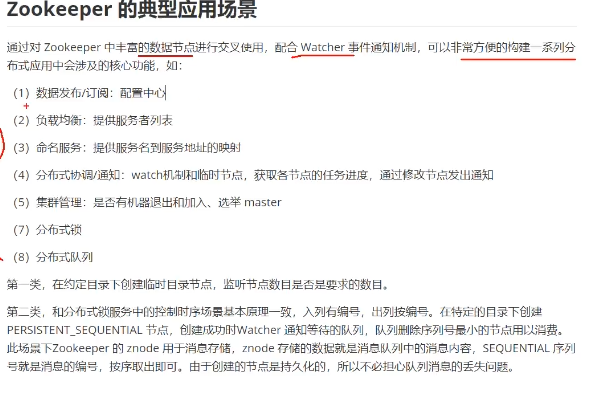 Zookeeper 的典型应用场景
通过对 Zookeeper 中丰富的数据节点进行交叉使用，配合 Watcher 事件通知机制，可以非常方便的构建一系列分
布式应用中会涉及的核心功能，如：
（1）数据发布/订阅：配置中心
（2）负载均衡：提供服务者列表
（3）命名服务：提供服务名到服务地址的映射
（4）分布式协调/通知：watch机制和临时节点，获取各节点的任务进度，通过修改节点发出通知
（5）集群管理：是否有机器退出和加入、选举 master
（7）分布式锁
（8）分布式队列
第一类，在约定目录下创建临时目录节点，监听节点数目是否是要求的数目。
第二类，和分布式锁服务中的控制时序场景基本原理一致，入列有编号，出列按编号。在特定的目录下创建
PERSISTENT_SEQUENTIAL 节点，创建成功时Watcher 通知等待的队列，队列删除序列号最小的节点用以消费。
此场景下Zookeeper 的 znode 用于消息存储，znode 存储的数据就是消息队列中的消息内容，SEQUENTIAL 序列
号就是消息的编号，按序取出即可。由于创建的节点是持久化的，所以不必担心队列消息的丢失问题。